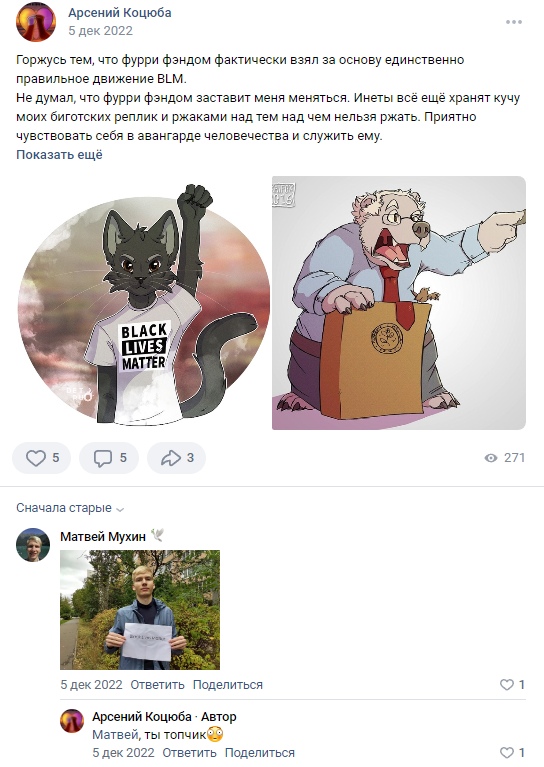 Арсений Коцюба
5 дек 2022
Горжусь тем, что фурри фэндом фактически взял за основу единственно
правильное движение BLM.
Не думал, что фурри фэндом заставит меня меняться. Инеты всё ещё хранят кучу
моих биготских реплик и ржаками над тем над чем нельзя ржать. Приятно
чувствовать себя в авангарде человечества и служить ему.
Показать ещё
BLACK
LIVES
MATTER
5
5
3
271
Сначала старые
Матвей Мухин
5 дек 2022 Ответить Поделиться
1
Арсений Коцюба · Автор
Матвей, ты топчик
5 дек 2022 Ответить Поделиться
1